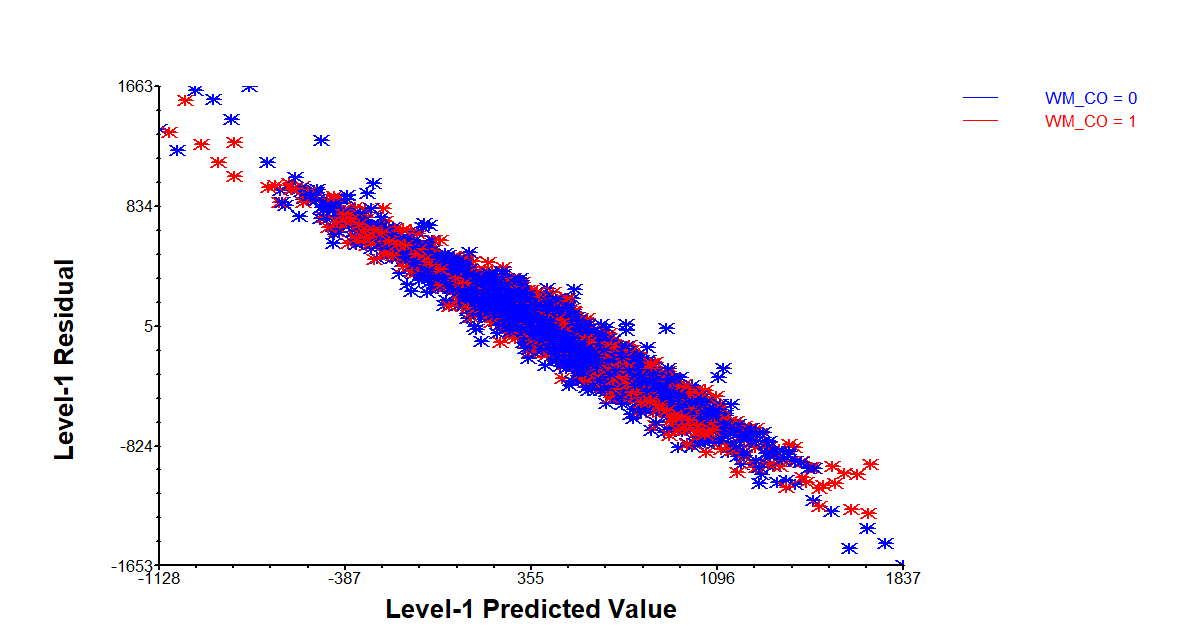 1663
834
5
-824
-1653
-1128
-387
355
1096
1837
Level-1 Residual
Level-1 Predicted Value
WM_CO = 0
WM_CO = 1